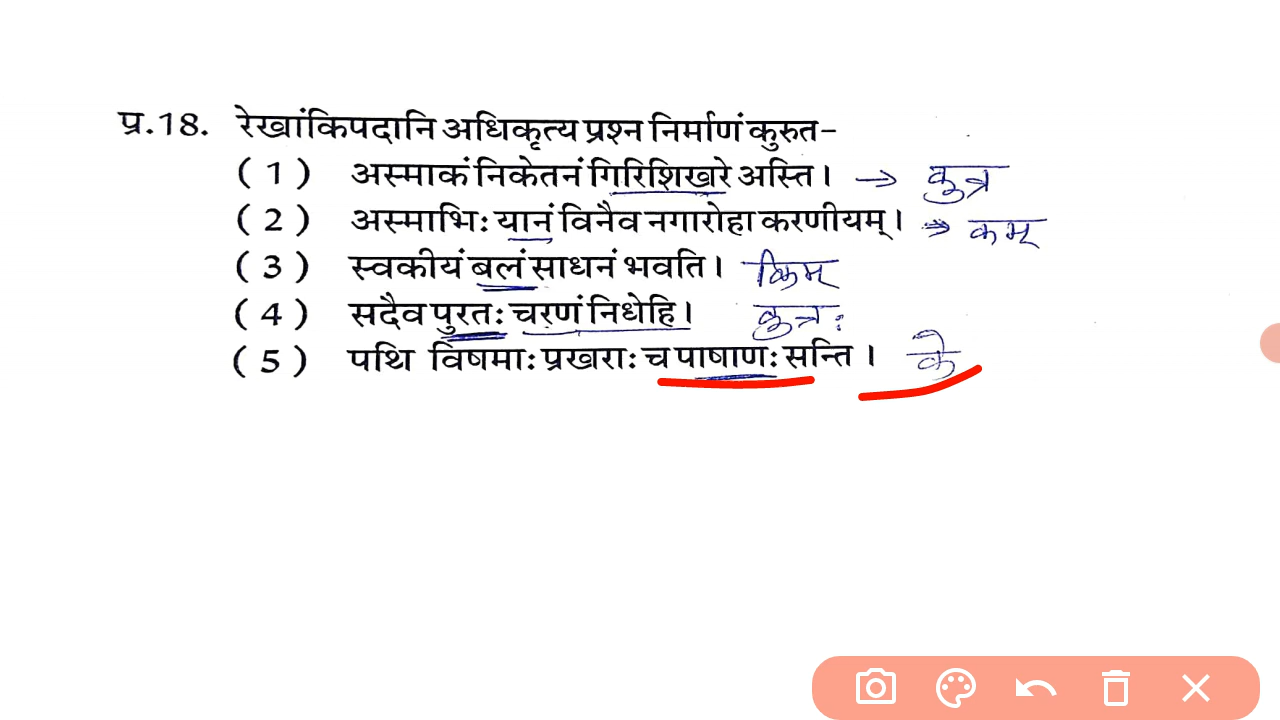 प्र.18. रेखांकिपदानि अधिकृत्य प्रश्न निर्माणं कुरुत-
(1) अस्माकं निकेतनं गिरिशिखरे अस्ति। → कुत्र
(2) अस्माभिः यानं विनैव नगारोहा करणीयम्। → कम्
(3) स्वकीयं बलं साधनं भवति। किम्
(4) सदैव पुरतः चरणं निधेहि। कुत्रः
(5) पथि विषमाः प्रखराः च पाषाणः सन्ति। के